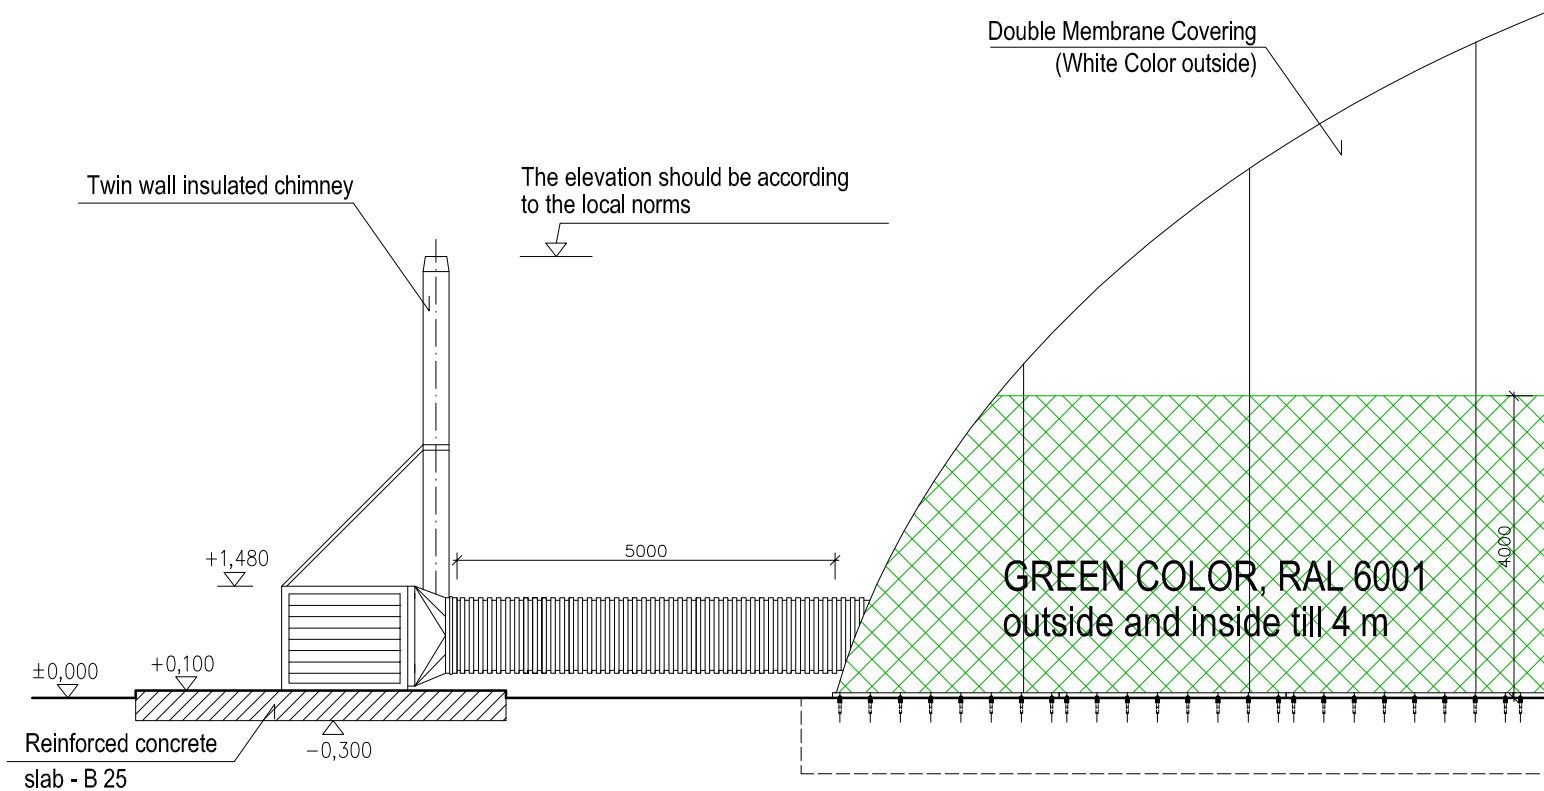 Double Membrane Covering
(White Color outside)
Twin wall insulated chimney
The elevation should be according
to the local norms
4000
5000
+1,480
GREEN COLOR, RAL 6001
outside and inside till 4 m
±0,000
+0,100
Reinforced concrete
slab - B 25
−0,300